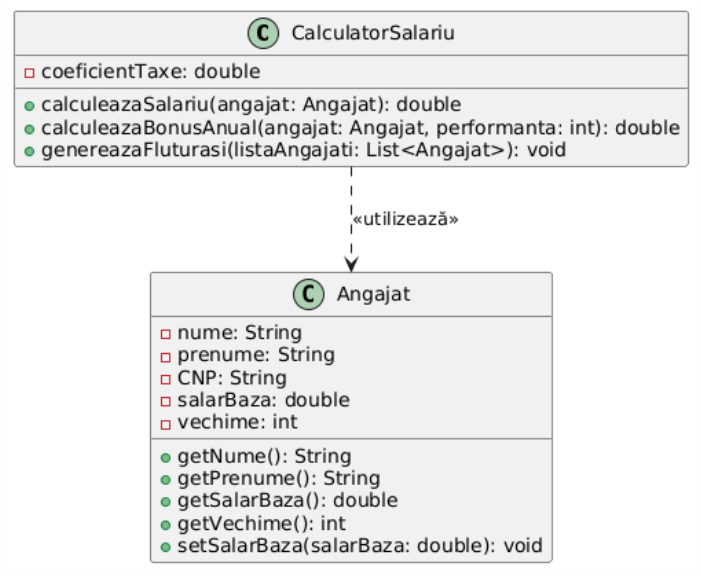 C CalculatorSalariu
coeficientTaxe: double
calculeazaSalariu(angajat: Angajat): double
calculeazaBonusAnual(angajat: Angajat, performanta: int): double
genereazaFluturasi(listaAngajati: List<Angajat>): void
«utilizează»
C Angajat
nume: String
prenume: String
CNP: String
salarBaza: double
vechime: int
getNume(): String
getPrenume(): String
getSalarBaza(): double
getVechime(): int
setSalarBaza(salarBaza: double): void